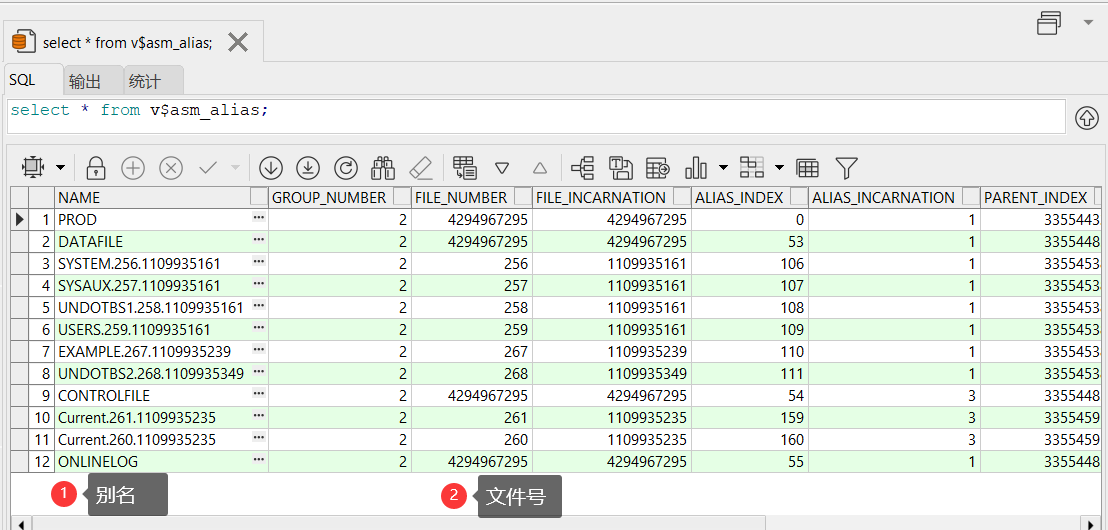 select * from v$asm_alias;
SQL 输出 统计
select * from v$asm_alias;
NAME GROUP_NUMBER FILE_NUMBER FILE_INCARNATION ALIAS_INDEX ALIAS_INCARNATION PARENT_INDEX
1 PROD ... 2 4294967295 4294967295 0 1 3355443
2 DATAFILE ... 2 4294967295 4294967295 53 1 3355448
3 SYSTEM.256.1109935161 ... 2 256 1109935161 106 1 3355453
4 SYSAUX.257.1109935161 ... 2 257 1109935161 107 1 3355453
5 UNDOTBS1.258.1109935161 ... 2 258 1109935161 108 1 3355453
6 USERS.259.1109935161 ... 2 259 1109935161 109 1 3355453
7 EXAMPLE.267.1109935239 ... 2 267 1109935239 110 1 3355453
8 UNDOTBS2.268.1109935349 ... 2 268 1109935349 111 1 3355453
9 CONTROLFILE ... 2 4294967295 4294967295 54 3 3355448
10 Current.261.1109935235 ... 2 261 1109935235 159 3 3355459
11 Current.260.1109935235 ... 2 260 1109935235 160 3 3355459
12 ONLINELOG ... 2 4294967295 4294967295 55 1 3355448
1 别名 2 文件号